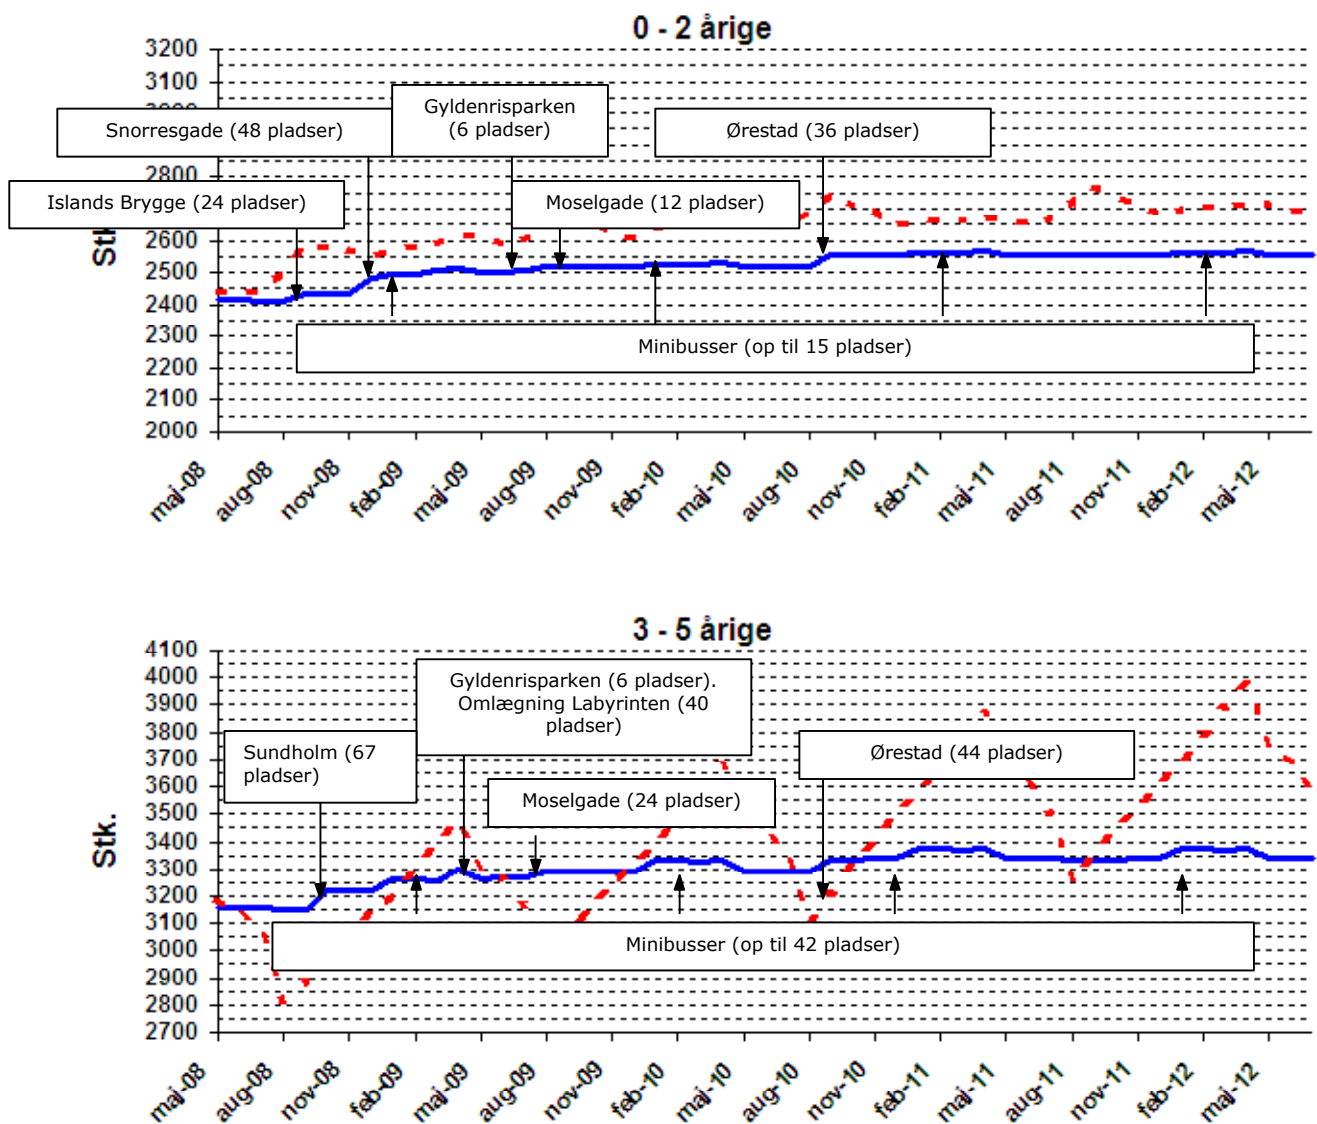 0 - 2 årige
3200
3100
Gyldenrisparken
(6 pladser)
Snorresgade (48 pladser)
Ørestad (36 pladser)
2800
Islands Brygge (24 pladser)
Moselgade (12 pladser)
2600
2500
2400
2300
2200
2100
2000
Minibusser (op til 15 pladser)
maj-08
aug-08
nov-08
feb-09
maj-09
aug-09
nov-09
feb-10
maj-10
aug-10
nov-10
feb-11
maj-11
aug-11
nov-11
feb-12
maj-12
3 - 5 årige
Stk.
4100
4000
3900
3800
3700
3600
3500
3400
3300
3200
3100
3000
2900
2800
2700
Gyldenrisparken (6 pladser).
Omlægning Labyrinten (40
pladser)
Sundholm (67
pladser)
Ørestad (44 pladser)
Moselgade (24 pladser)
Minibusser (op til 42 pladser)
maj-08
aug-08
nov-08
feb-09
maj-09
aug-09
nov-09
feb-10
maj-10
aug-10
nov-10
feb-11
maj-11
aug-11
nov-11
feb-12
maj-12